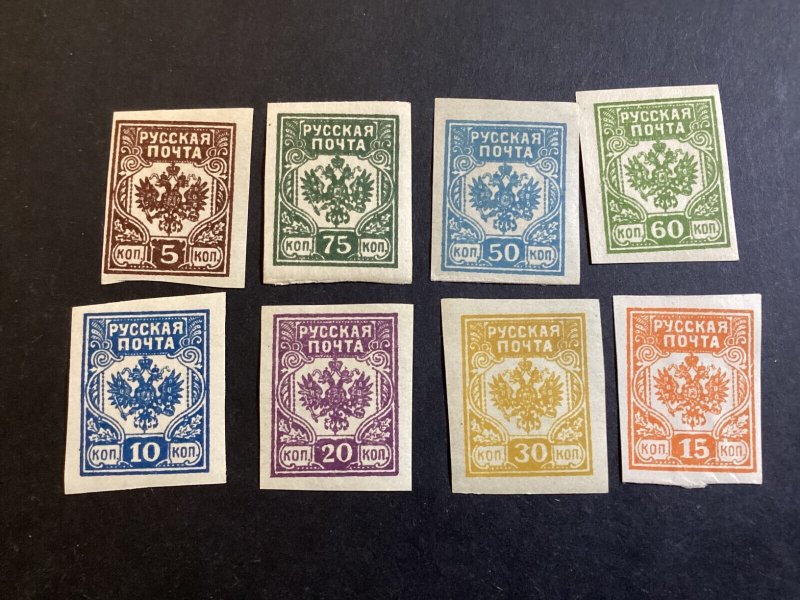 РУССКАЯ
ПОЧТА
КОП. 5 КОП.
РУССКАЯ
ПОЧТА
КОП. 75 КОП.
РУССКАЯ
ПОЧТА
КОП. 50 КОП.
РУССКАЯ
ПОЧТА
КОП. 60 КОП.
РУССКАЯ
ПОЧТА
КОП. 10 КОП.
РУССКАЯ
ПОЧТА
КОП. 20 КОП.
РУССКАЯ
ПОЧТА
КОП. 30 КОП.
РУССКАЯ
ПОЧТА
КОП. 15 КОП.